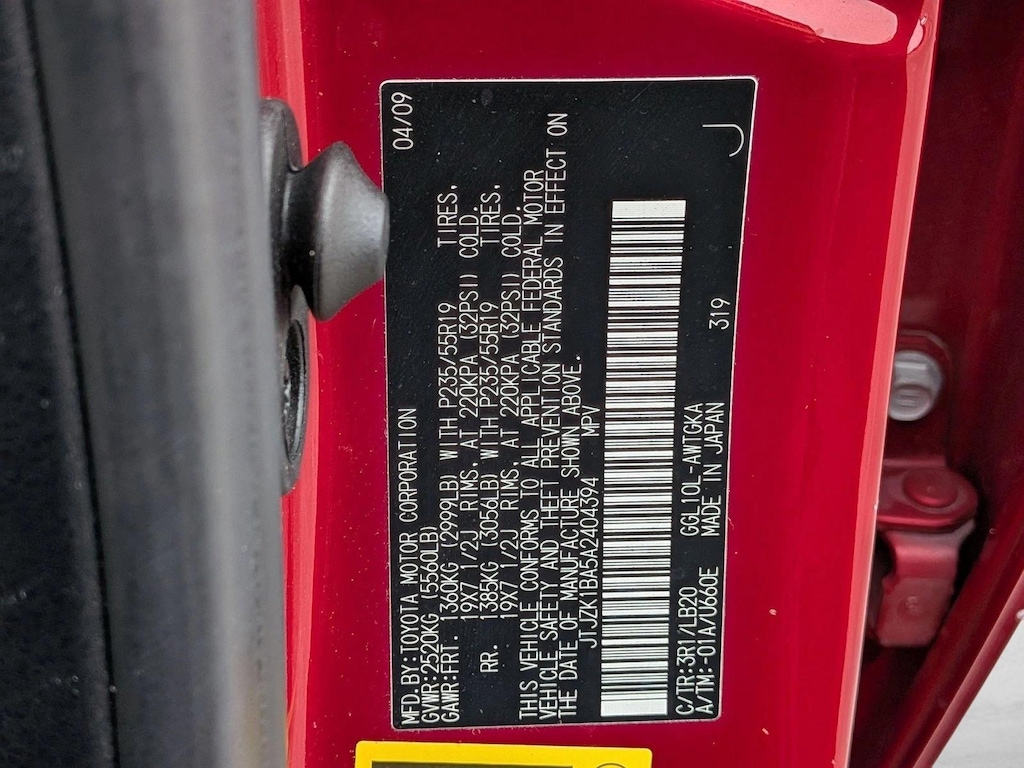 MFD.BY:TOYOTA MOTOR CORPORATION 04/09
GVWR:2520KG (5560LB)
GAWR:FRT. 1360KG (2999LB) WITH P235/55R19 TIRES,
19X7 1/2J RIMS, AT 220KPA (32PSI) COLD.
RR. 1385KG (3056LB) WITH P235/55R19 TIRES,
19X7 1/2J RIMS, AT 220KPA (32PSI) COLD.
THIS VEHICLE CONFORMS TO ALL APPLICABLE FEDERAL MOTOR
VEHICLE SAFETY AND THEFT PREVENTION STANDARDS IN EFFECT ON
THE DATE OF MANUFACTURE SHOWN ABOVE.
JTJZK1BA5A2404394 MPV
C/TR:3R1/LB20 GGL10L-AWTGKA 319
A/TM:-01A/U660E MADE IN JAPAN J